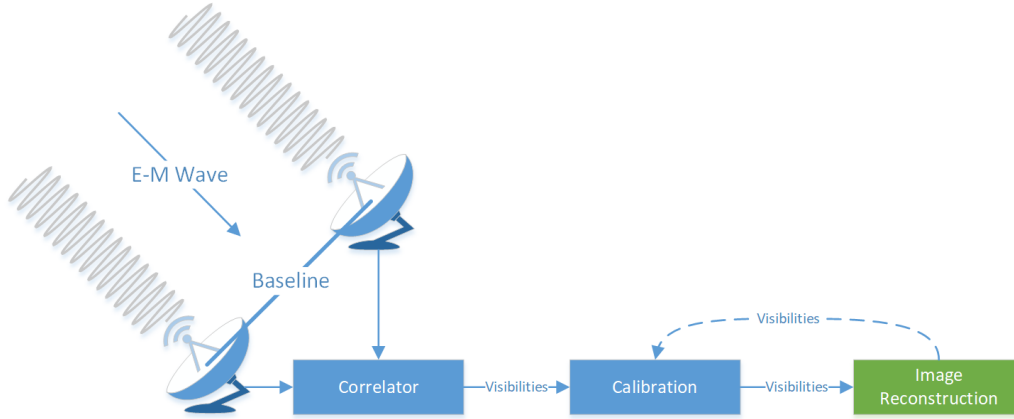 E-M Wave
Baseline
Visibilities
Correlator
Visibilities
Calibration
Visibilities
Image
Reconstruction